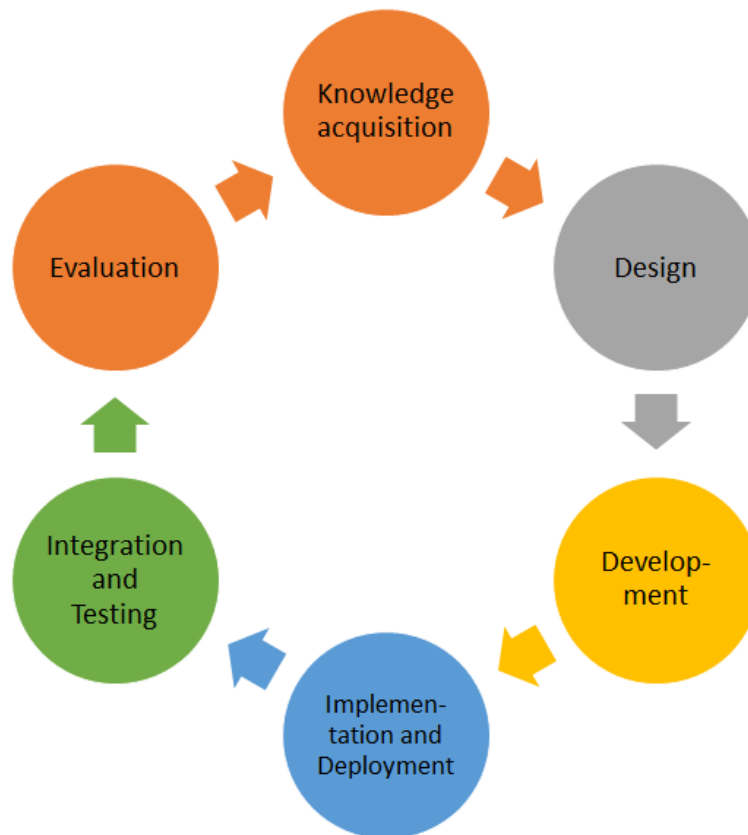 Knowledge
acquisition
Design
Develop-
ment
Implemen-
tation and
Deployment
Integration
and
Testing
Evaluation